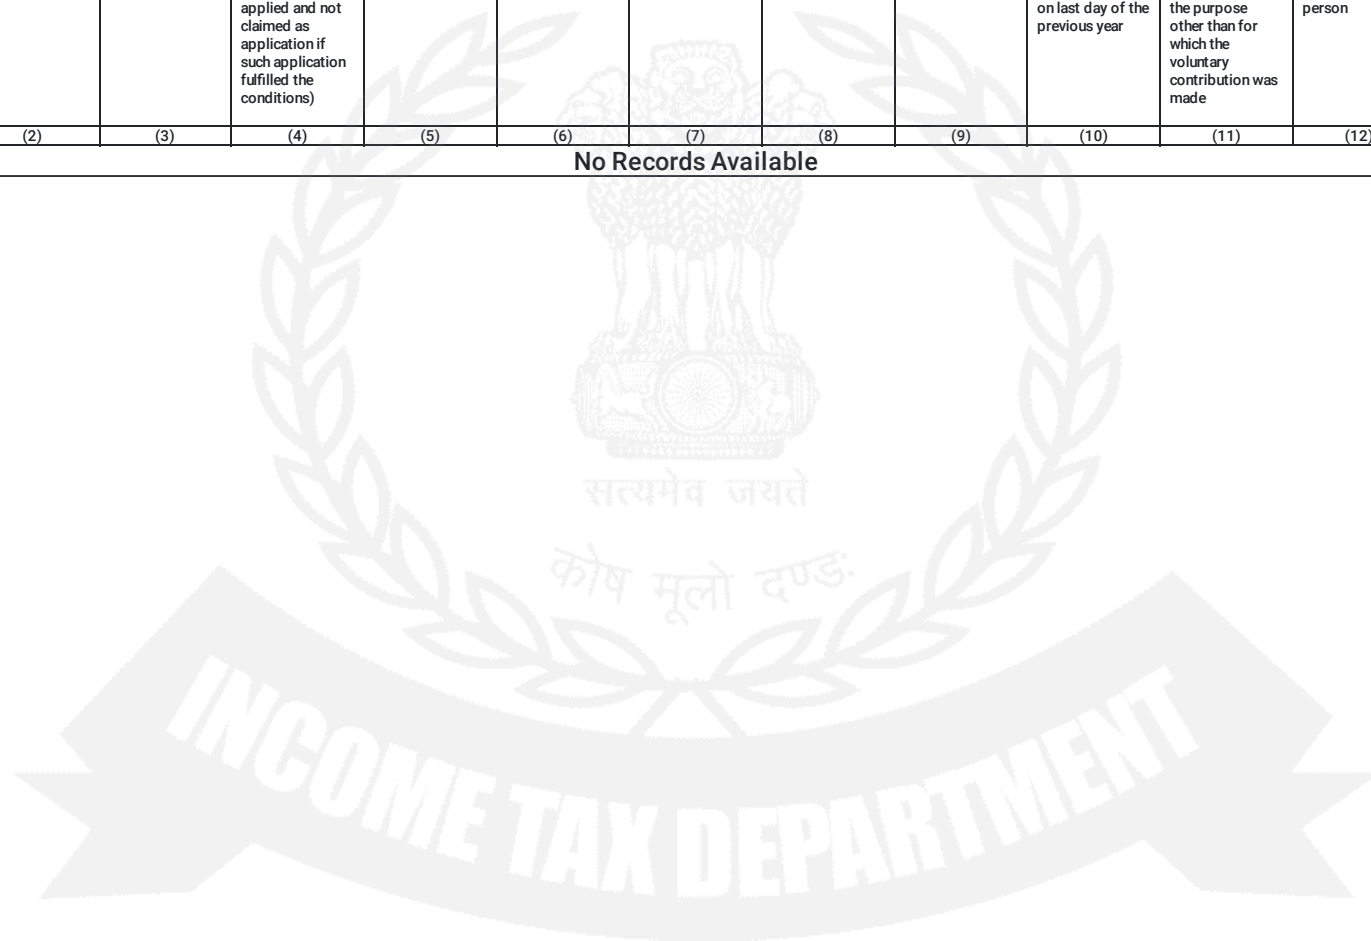 applied and not
claimed as
application if
such application
fulfilled the
conditions)
on last day of the
previous year
the purpose
other than for
which the
voluntary
contribution was
made
person
(2) (3) (4) (5) (6) (7) (8) (9) (10) (11) (12)
No Records Available
सत्यमेव जयते
कोष मूलो दण्डः
INCOME TAX DEPARTMENT